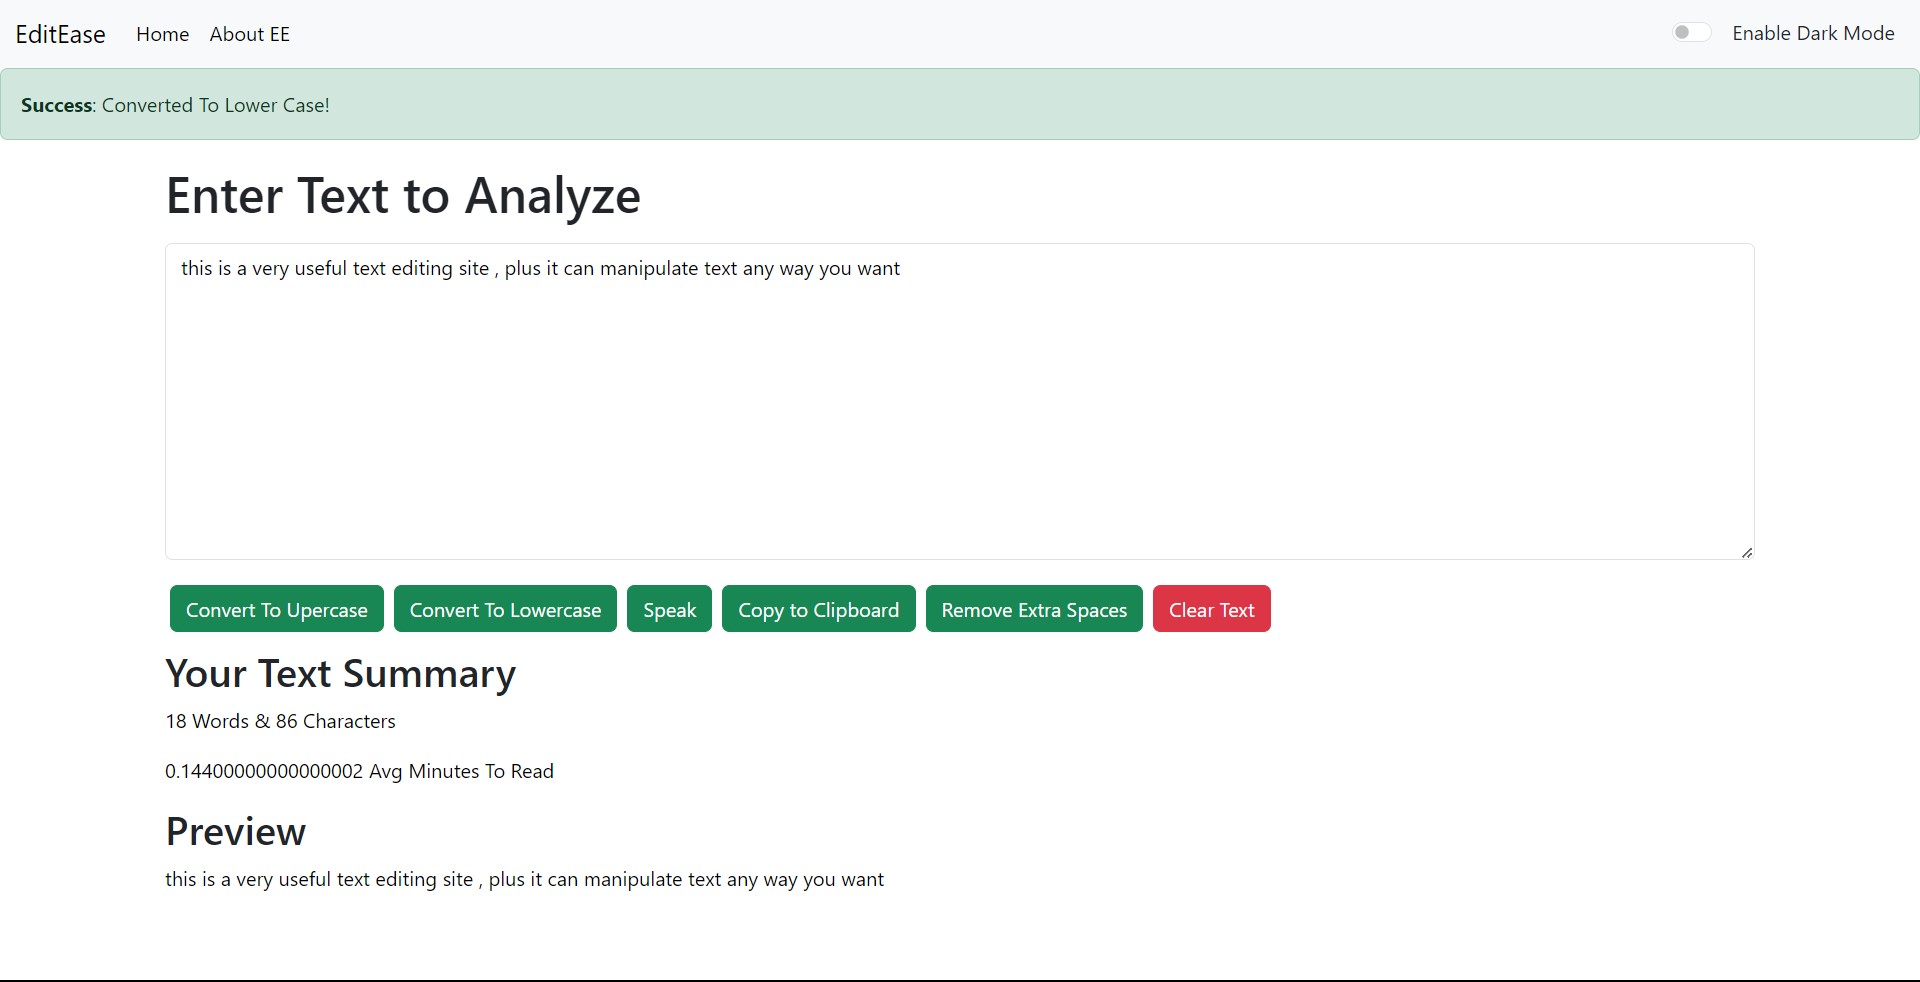 EditEase Home About EE Enable Dark Mode
Success: Converted To Lower Case!
Enter Text to Analyze
this is a very useful text editing site , plus it can manipulate text any way you want
Convert To Upercase Convert To Lowercase Speak Copy to Clipboard Remove Extra Spaces Clear Text
Your Text Summary
18 Words & 86 Characters
0.14400000000000002 Avg Minutes To Read
Preview
this is a very useful text editing site , plus it can manipulate text any way you want